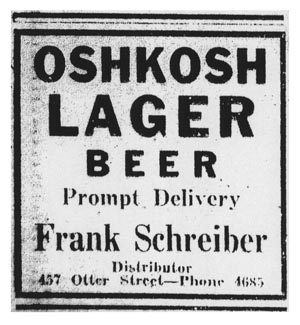 OSHKOSH
LAGER
BEER
Prompt Delivery
Frank Schreiber
Distributor
457 Otter Street—Phone 4685